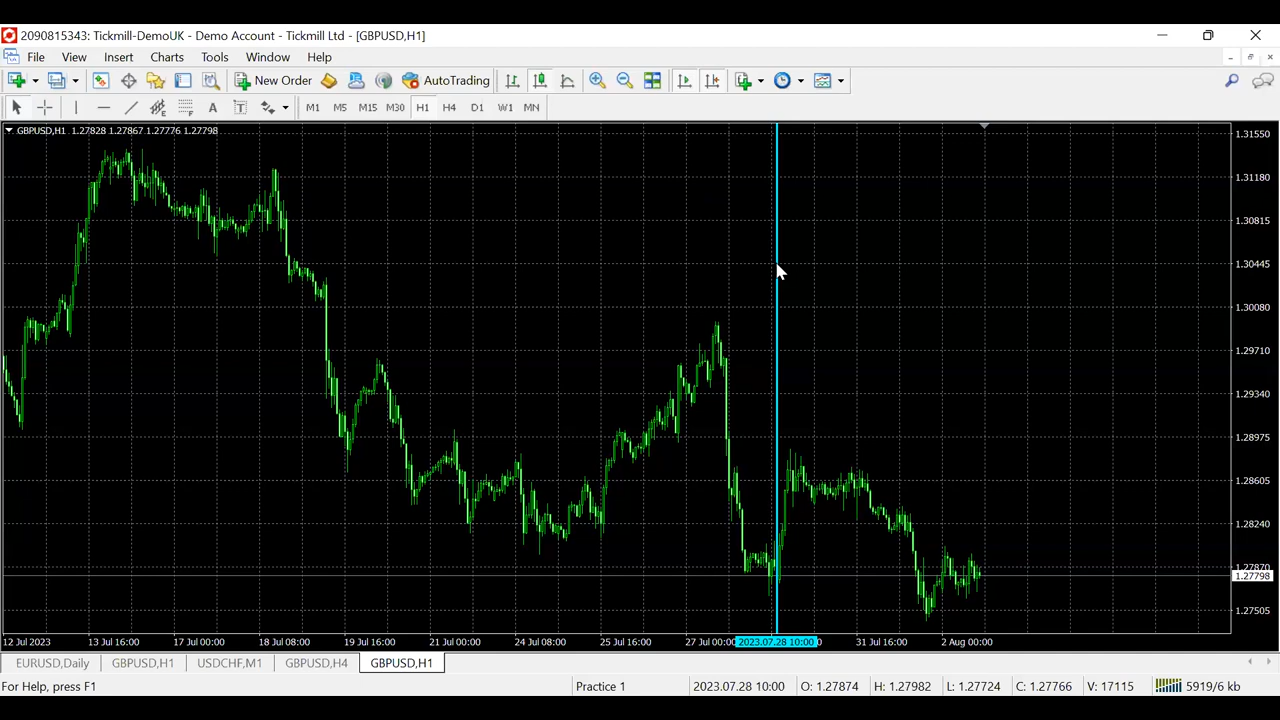 2090815343: Tickmill-DemoUK - Demo Account - Tickmill Ltd - [GBPUSD,H1]
File View Insert Charts Tools Window Help
New Order AutoTrading
A T M1 M5 M15 M30 H1 H4 D1 W1 MN
GBPUSD,H1 1.27828 1.27867 1.27776 1.27798
1.31550
1.31180
1.30815
1.30445
1.30080
1.29710
1.29340
1.28975
1.28605
1.28240
1.27870
1.27798
1.27505
12 Jul 2023 13 Jul 16:00 17 Jul 00:00 18 Jul 08:00 19 Jul 16:00 21 Jul 00:00 24 Jul 08:00 25 Jul 16:00 27 Jul 00:00 2023.07.28 10:00 31 Jul 16:00 2 Aug 00:00
EURUSD,Daily GBPUSD,H1 USDCHF,M1 GBPUSD,H4 GBPUSD,H1
For Help, press F1 Practice 1 2023.07.28 10:00 O: 1.27874 H: 1.27982 L: 1.27724 C: 1.27766 V: 17115 5919/6 kb